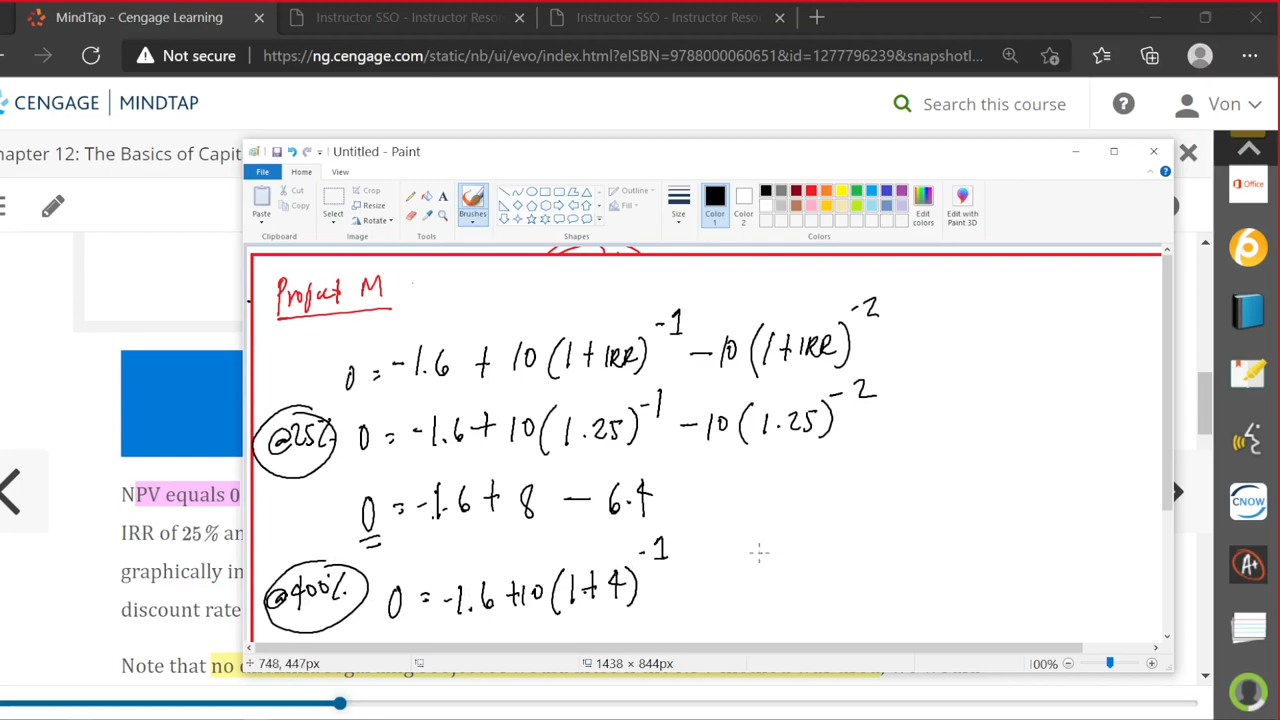 MindTap - Cengage Learning
Instructor SSO - Instructor Reso
Instructor SSO - Instructor Reso
Not secure
https://ng.cengage.com/static/nb/ui/evo/index.html?eISBN=9788000060651&id=1277796239&snapshotI...
CENGAGE MINDTAP
Search this course
Von
hapter 12: The Basics of Capit
Untitled - Paint
File Home View
Paste
Cut
Copy
Clipboard
Select
Crop
Resize
Rotate
Image
Tools
Brushes
Shapes
Outline
Fill
Size
Color 1
Color 2
Edit colors
Colors
Edit with Paint 3D
Office
CNOW
A+
Project M
0 = -1.6 + 10(1+IRR)^-1 - 10(1+IRR)^-2
@25% 0 = -1.6 + 10(1.25)^-1 - 10(1.25)^-2
0 = -1.6 + 8 - 6.4
@400% 0 = -1.6 + 10(1+4)^-1
NPV equals 0
IRR of 25% an
graphically in
discount rate
Note that no
748, 447px
1438 × 844px
100%